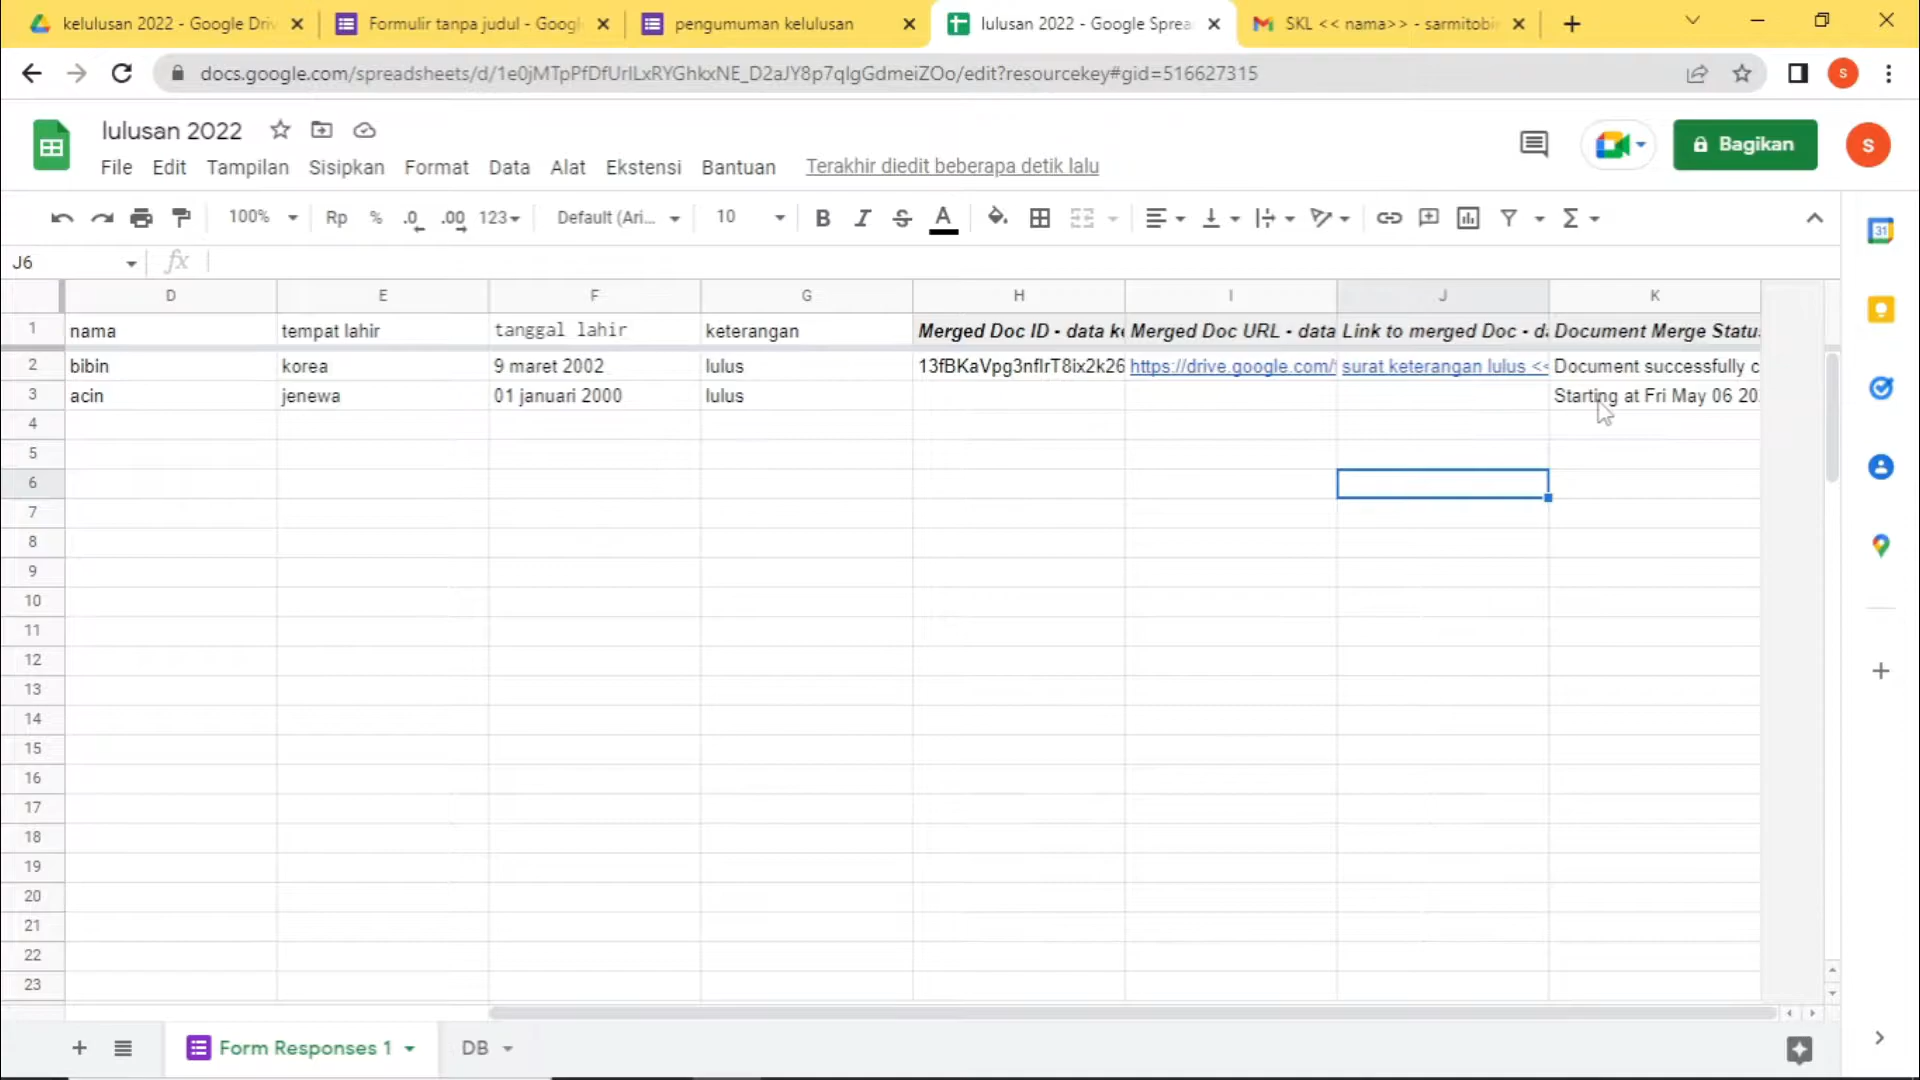 kelulusan 2022 - Google Driv
Formulir tanpa judul - Googl
pengumuman kelulusan
lulusan 2022 - Google Sprea
SKL << nama>> - sarmitobi
docs.google.com/spreadsheets/d/1e0jMTpPfDfUrILxRYGhkxNE_D2aJY8p7qIgGdmeiZOo/edit?resourcekey#gid=516627315
S
lulusan 2022
File Edit Tampilan Sisipkan Format Data Alat Ekstensi Bantuan Terakhir diedit beberapa detik lalu
Bagikan
S
100% Rp % .0 .00 123 Default (Ari... 10 B I S A Σ
31
J6 fx
D E F G H I J K
1 nama tempat lahir tanggal lahir keterangan Merged Doc ID - data k Merged Doc URL - data Link to merged Doc - d Document Merge Statu
2 bibin korea 9 maret 2002 lulus 13fBKaVpg3nflrT8ix2k26 https://drive.google.com/ surat keterangan lulus << Document successfully c
3 acin jenewa 01 januari 2000 lulus Starting at Fri May 06 20
4
5
6
7
8
9
10
11
12
13
14
15
16
17
18
19
20
21
22
23
Form Responses 1 DB